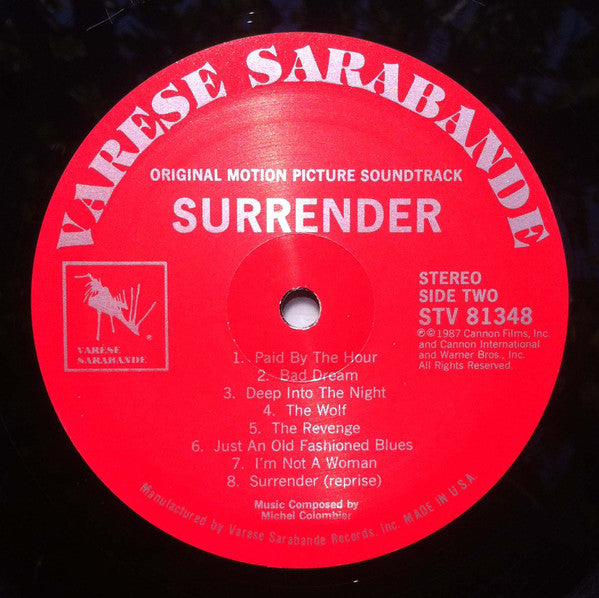 VARESE SARABANDE
ORIGINAL MOTION PICTURE SOUNDTRACK
SURRENDER
VARÈSE
SARABANDE
®
STEREO
SIDE TWO
STV 81348
℗©1987 Cannon Films, Inc.
and Cannon International
and Warner Bros., Inc.
All Rights Reserved.
1. Paid By The Hour
2. Bad Dream
3. Deep Into The Night
4. The Wolf
5. The Revenge
6. Just An Old Fashioned Blues
7. I'm Not A Woman
8. Surrender (reprise)
Music Composed by
Michel Colombier
Manufactured by Varese Sarabande Records, Inc. MADE IN U.S.A.